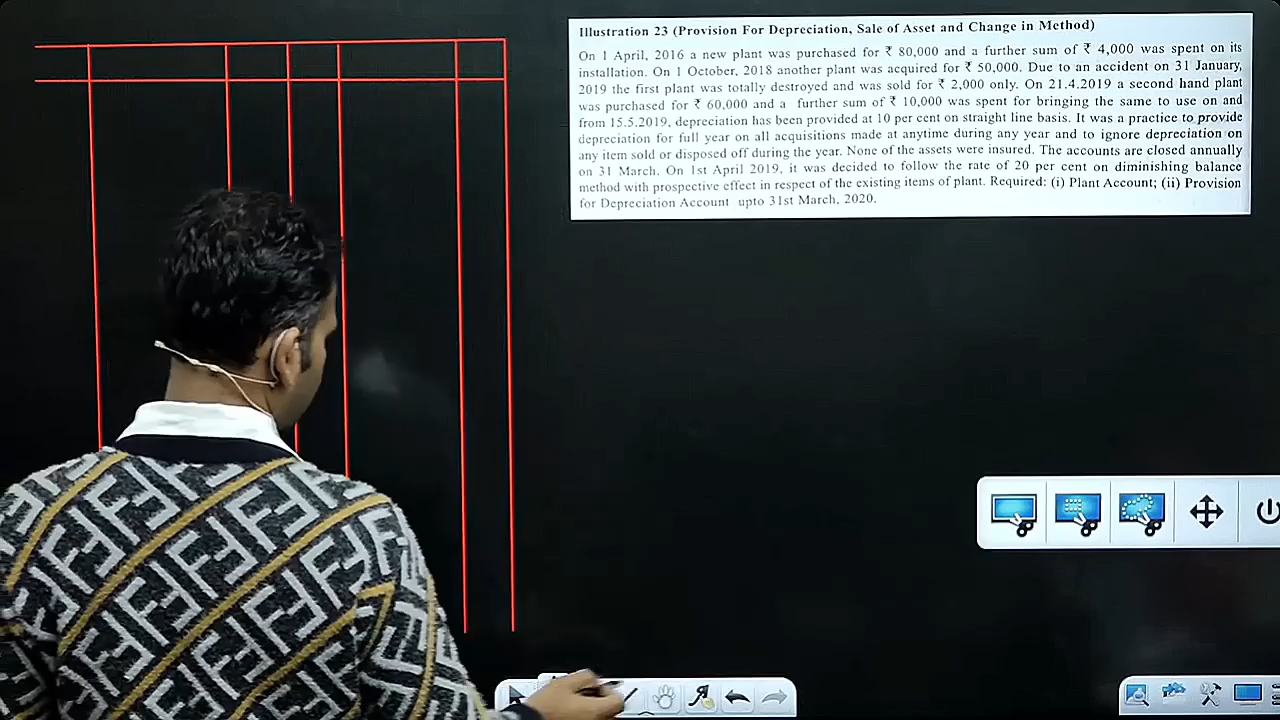 Illustration 23 (Provision For Depreciation, Sale of Asset and Change in Method)
On 1 April, 2016 a new plant was purchased for ₹ 80,000 and a further sum of ₹ 4,000 was spent on its
installation. On 1 October, 2018 another plant was acquired for ₹ 50,000. Due to an accident on 31 January,
2019 the first plant was totally destroyed and was sold for ₹ 2,000 only. On 21.4.2019 a second hand plant
was purchased for ₹ 60,000 and a further sum of ₹ 10,000 was spent for bringing the same to use on and
from 15.5.2019, depreciation has been provided at 10 per cent on straight line basis. It was a practice to provide
depreciation for full year on all acquisitions made at anytime during any year and to ignore depreciation on
any item sold or disposed off during the year. None of the assets were insured. The accounts are closed annually
on 31 March. On 1st April 2019, it was decided to follow the rate of 20 per cent on diminishing balance
method with prospective effect in respect of the existing items of plant. Required: (i) Plant Account; (ii) Provision
for Depreciation Account upto 31st March, 2020.